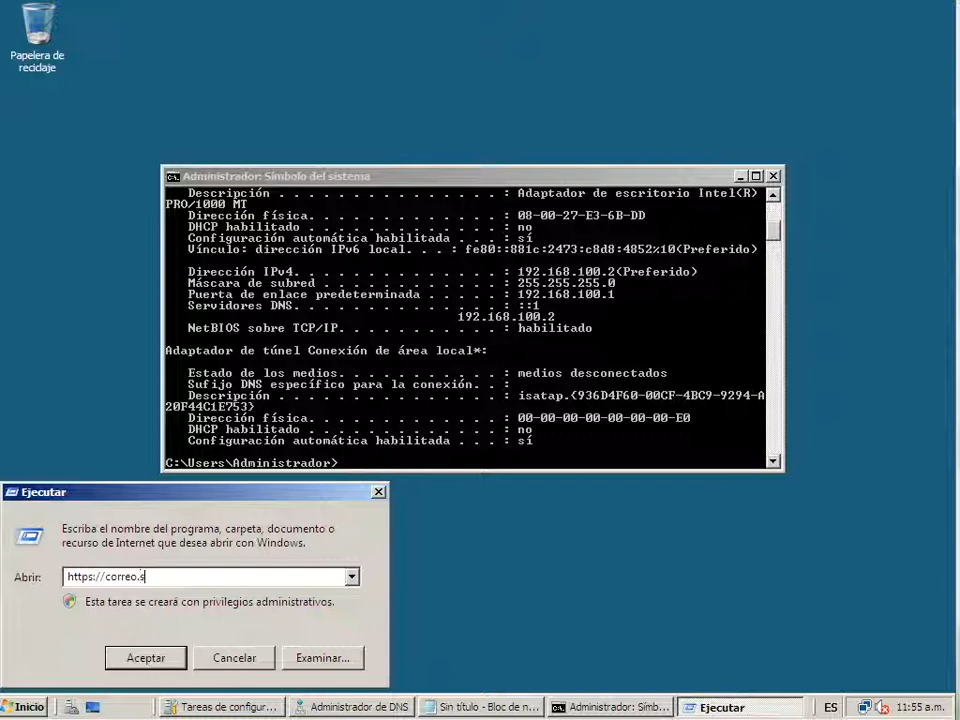 Papelera de
reciclaje
Administrador: Símbolo del sistema
Descripción . . . . . . . . . . . . . . : Adaptador de escritorio Intel(R)
PRO/1000 MT
Dirección física. . . . . . . . . . . . : 08-00-27-E3-6B-DD
DHCP habilitado . . . . . . . . . . . . : no
Configuración automática habilitada . . . : sí
Vínculo: dirección IPv6 local. . . : fe80::881c:2473:c8d8:4852%10(Preferido)
Dirección IPv4. . . . . . . . . . . . . : 192.168.100.2(Preferido)
Máscara de subred . . . . . . . . . . . : 255.255.255.0
Puerta de enlace predeterminada . . . . . : 192.168.100.1
Servidores DNS. . . . . . . . . . . . . : ::1
192.168.100.2
NetBIOS sobre TCP/IP. . . . . . . . . . : habilitado
Adaptador de túnel Conexión de área local*:
Estado de los medios. . . . . . . . . . : medios desconectados
Sufijo DNS específico para la conexión. . :
Descripción . . . . . . . . . . . . . . : isatap.{936D4F60-00CF-4BC9-9294-A
20F44C1E753}
Dirección física. . . . . . . . . . . . : 00-00-00-00-00-00-00-E0
DHCP habilitado . . . . . . . . . . . . : no
Configuración automática habilitada . . . : sí
C:\Users\Administrador>
Ejecutar
Escriba el nombre del programa, carpeta, documento o
recurso de Internet que desea abrir con Windows.
Abrir: https://correo.s
Esta tarea se creará con privilegios administrativos.
Aceptar Cancelar Examinar...
Inicio Tareas de configur... Administrador de DNS Sin título - Bloc de n... Administrador: Símb... Ejecutar ES 11:55 a.m.